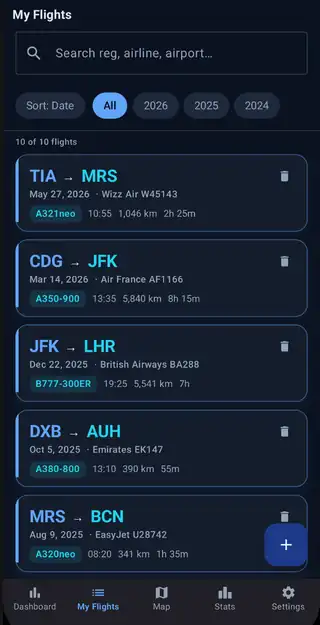 My Flights
Search reg, airline, airport…
Sort: Date All 2026 2025 2024
10 of 10 flights
TIA → MRS
May 27, 2026 · Wizz Air W45143
A321neo 10:55 1,046 km 2h 25m
CDG → JFK
Mar 14, 2026 · Air France AF1166
A350-900 13:35 5,840 km 8h 15m
JFK → LHR
Dec 22, 2025 · British Airways BA288
B777-300ER 19:25 5,541 km 7h
DXB → AUH
Oct 5, 2025 · Emirates EK147
A380-800 13:10 390 km 55m
MRS → BCN
Aug 9, 2025 · EasyJet U28742
A320neo 08:20 341 km 1h 35m
+
Dashboard My Flights Map Stats Settings